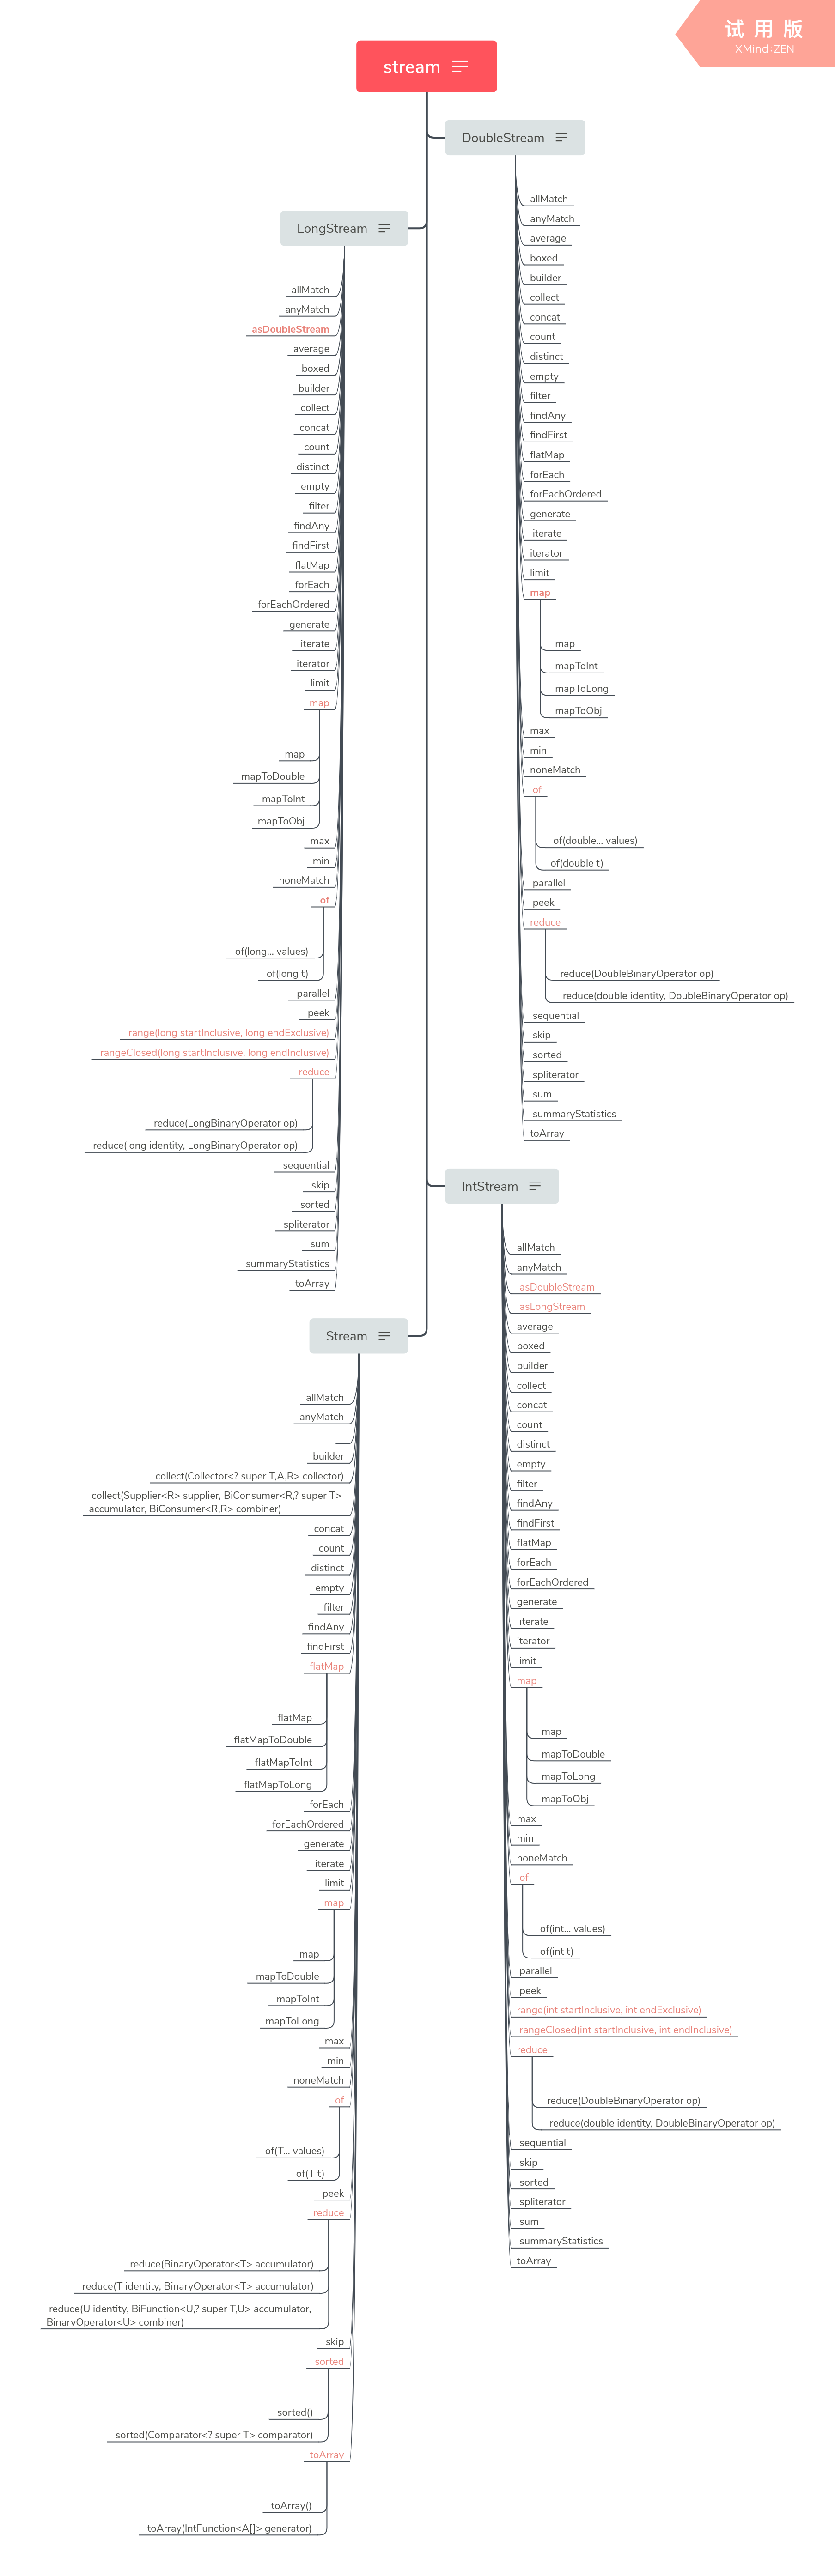 试用版
XMind:ZEN
stream
DoubleStream
allMatch
anyMatch
average
boxed
builder
collect
concat
count
distinct
empty
filter
findAny
findFirst
flatMap
forEach
forEachOrdered
generate
iterate
iterator
limit
map
map
mapToInt
mapToLong
mapToObj
max
min
noneMatch
of
of(double... values)
of(double t)
parallel
peek
reduce
reduce(DoubleBinaryOperator op)
reduce(double identity, DoubleBinaryOperator op)
sequential
skip
sorted
spliterator
sum
summaryStatistics
toArray
LongStream
allMatch
anyMatch
asDoubleStream
average
boxed
builder
collect
concat
count
distinct
empty
filter
findAny
findFirst
flatMap
forEach
forEachOrdered
generate
iterate
iterator
limit
map
map
mapToDouble
mapToInt
mapToObj
max
min
noneMatch
of
of(long... values)
of(long t)
parallel
peek
range(long startInclusive, long endExclusive)
rangeClosed(long startInclusive, long endInclusive)
reduce
reduce(LongBinaryOperator op)
reduce(long identity, LongBinaryOperator op)
sequential
skip
sorted
spliterator
sum
summaryStatistics
toArray
IntStream
allMatch
anyMatch
asDoubleStream
asLongStream
average
boxed
builder
collect
concat
count
distinct
empty
filter
findAny
findFirst
flatMap
forEach
forEachOrdered
generate
iterate
iterator
limit
map
map
mapToDouble
mapToLong
mapToObj
max
min
noneMatch
of
of(int... values)
of(int t)
parallel
peek
range(int startInclusive, int endExclusive)
rangeClosed(int startInclusive, int endInclusive)
reduce
reduce(DoubleBinaryOperator op)
reduce(double identity, DoubleBinaryOperator op)
sequential
skip
sorted
spliterator
sum
summaryStatistics
toArray
Stream
allMatch
anyMatch
builder
collect(Collector<? super T,A,R> collector)
collect(Supplier<R> supplier, BiConsumer<R,? super T>
accumulator, BiConsumer<R,R> combiner)
concat
count
distinct
empty
filter
findAny
findFirst
flatMap
flatMap
flatMapToDouble
flatMapToInt
flatMapToLong
forEach
forEachOrdered
generate
iterate
limit
map
map
mapToDouble
mapToInt
mapToLong
max
min
noneMatch
of
of(T... values)
of(T t)
peek
reduce
reduce(BinaryOperator<T> accumulator)
reduce(T identity, BinaryOperator<T> accumulator)
reduce(U identity, BiFunction<U,? super T,U> accumulator,
BinaryOperator<U> combiner)
skip
sorted
sorted()
sorted(Comparator<? super T> comparator)
toArray
toArray()
toArray(IntFunction<A[]> generator)